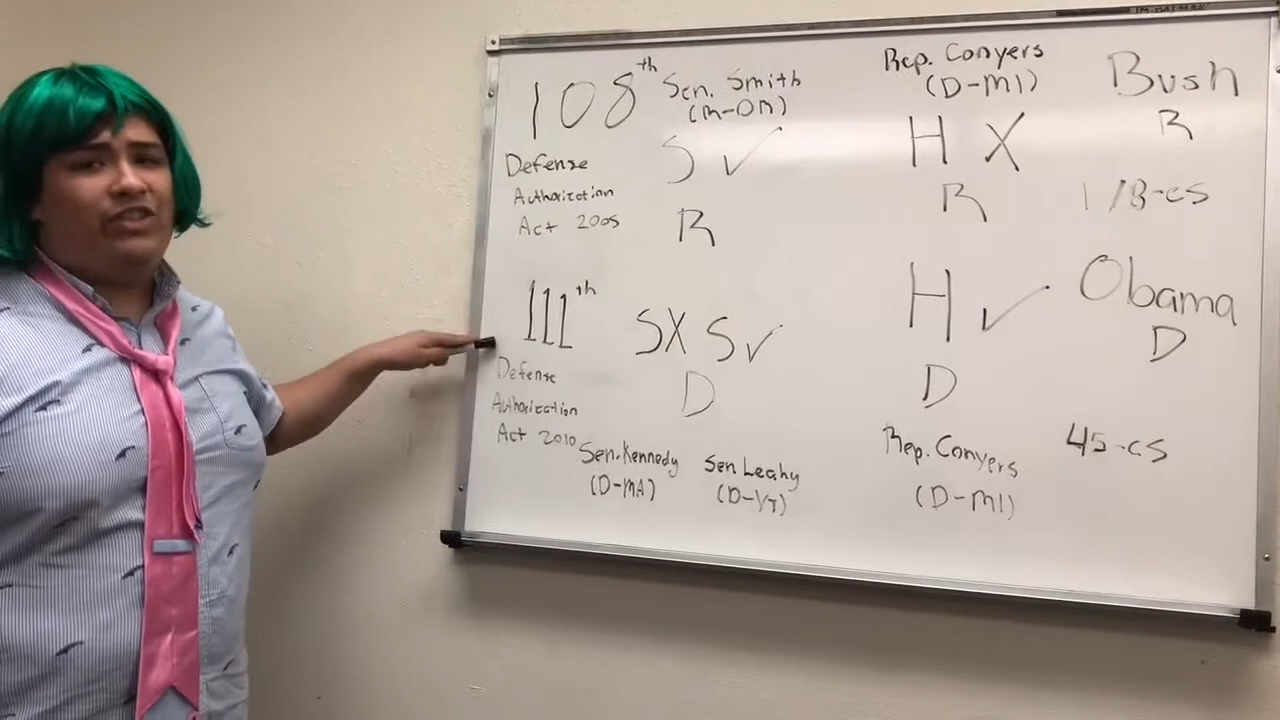 108th
Sen. Smith
(R-OR)
S ✓
R
Defense
Authorization
Act 2005
Rep. Conyers
(D-MI)
H X
R
Bush
R
178-cs
111th
Defense
Authorization
Act 2010
SX S✓
D
Sen. Kennedy
(D-MA)
Sen Leahy
(D-VT)
H ✓
D
Rep. Conyers
(D-MI)
Obama
D
45-cs